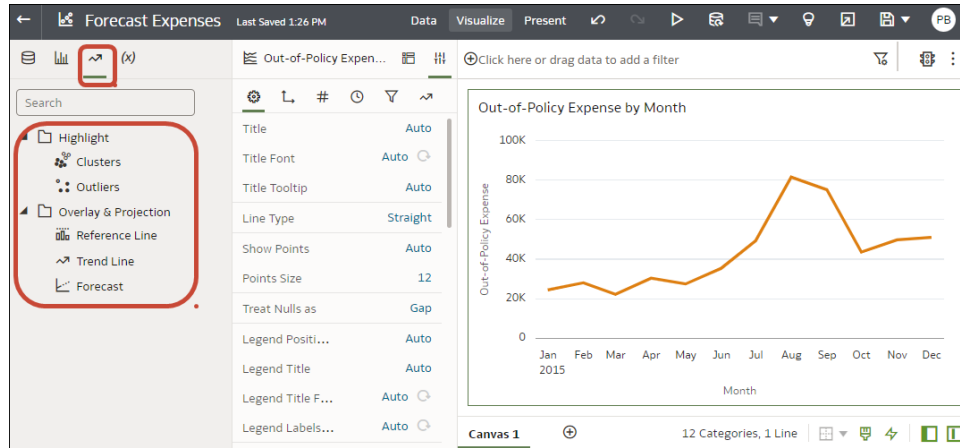 Forecast Expenses Last Saved 1:26 PM Data Visualize Present PB
(x) Out-of-Policy Expen... Click here or drag data to add a filter
Search
Highlight
Clusters
Outliers
Overlay & Projection
Reference Line
Trend Line
Forecast
#
Title Auto
Title Font Auto
Title Tooltip Auto
Line Type Straight
Show Points Auto
Points Size 12
Treat Nulls as Gap
Legend Positi... Auto
Legend Title Auto
Legend Title F... Auto
Legend Labels... Auto
Out-of-Policy Expense by Month
Out-of-Policy Expense
100K
80K
60K
40K
20K
0
Jan Feb Mar Apr May Jun Jul Aug Sep Oct Nov Dec
2015
Month
Canvas 1 12 Categories, 1 Line